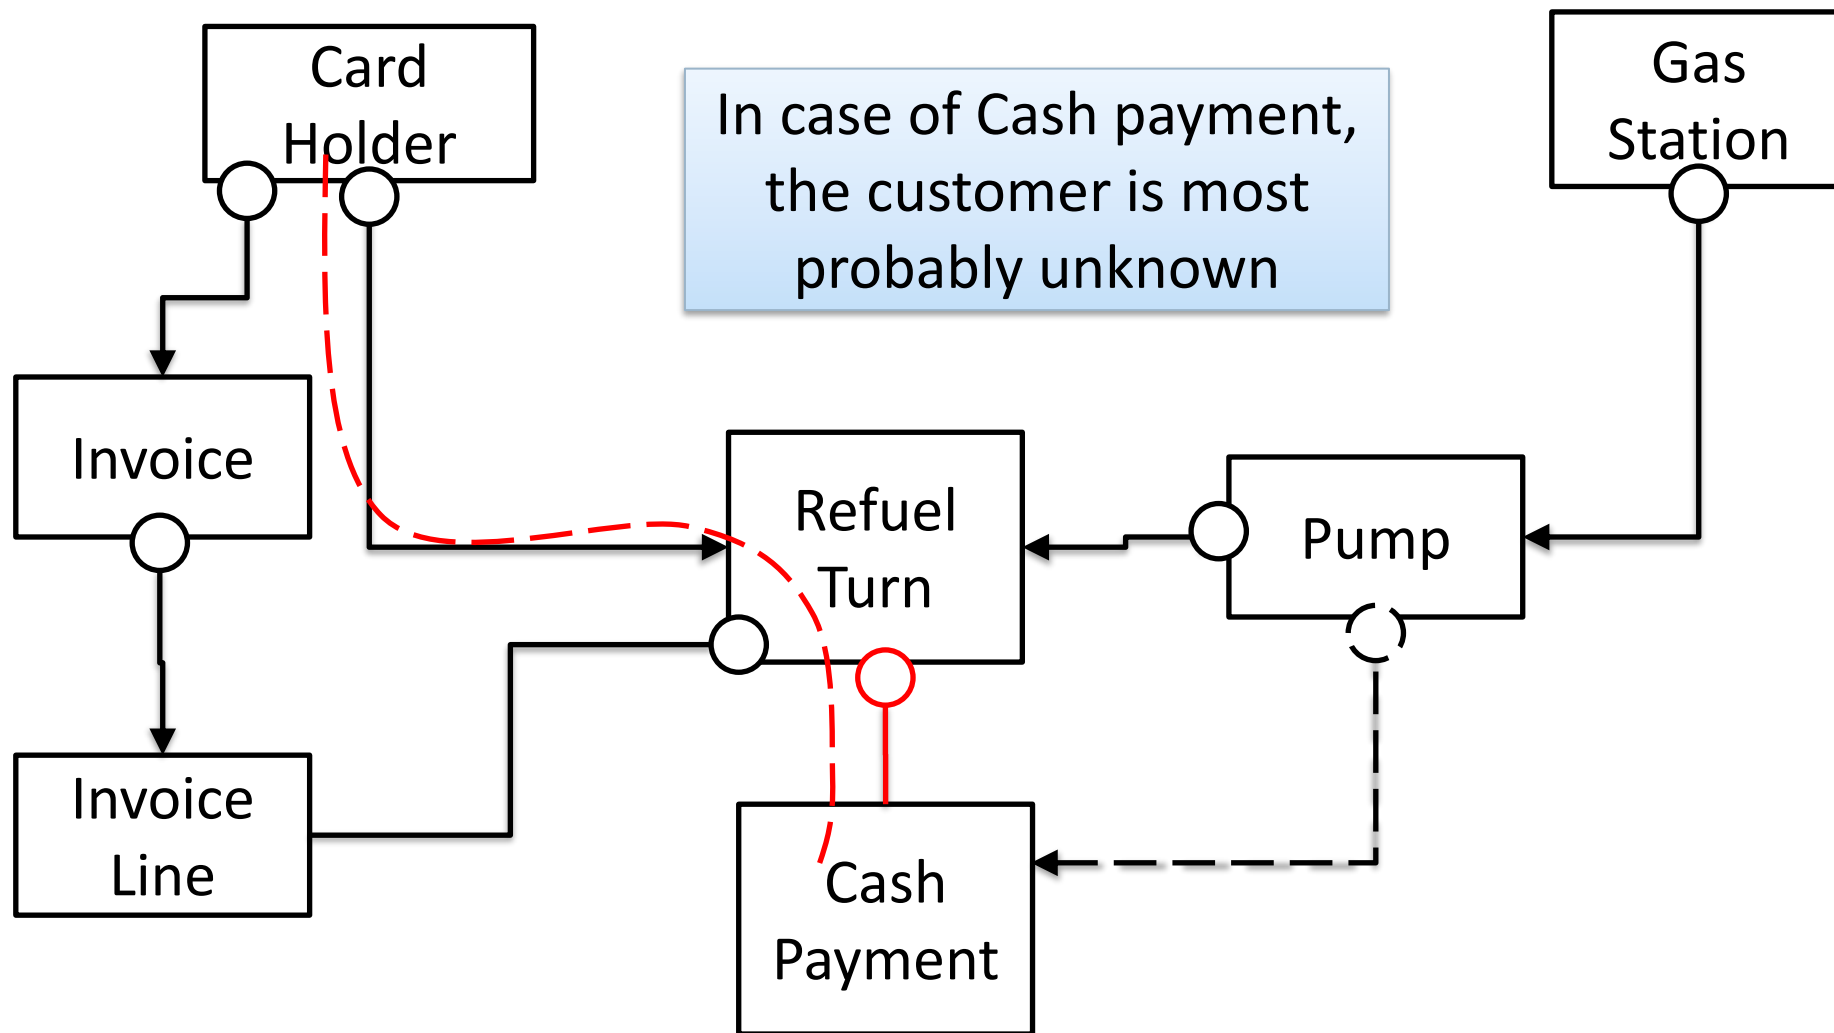 Card
Holder
In case of Cash payment,
the customer is most
probably unknown
Gas
Station
Invoice
Refuel
Turn
Pump
Invoice
Line
Cash
Payment